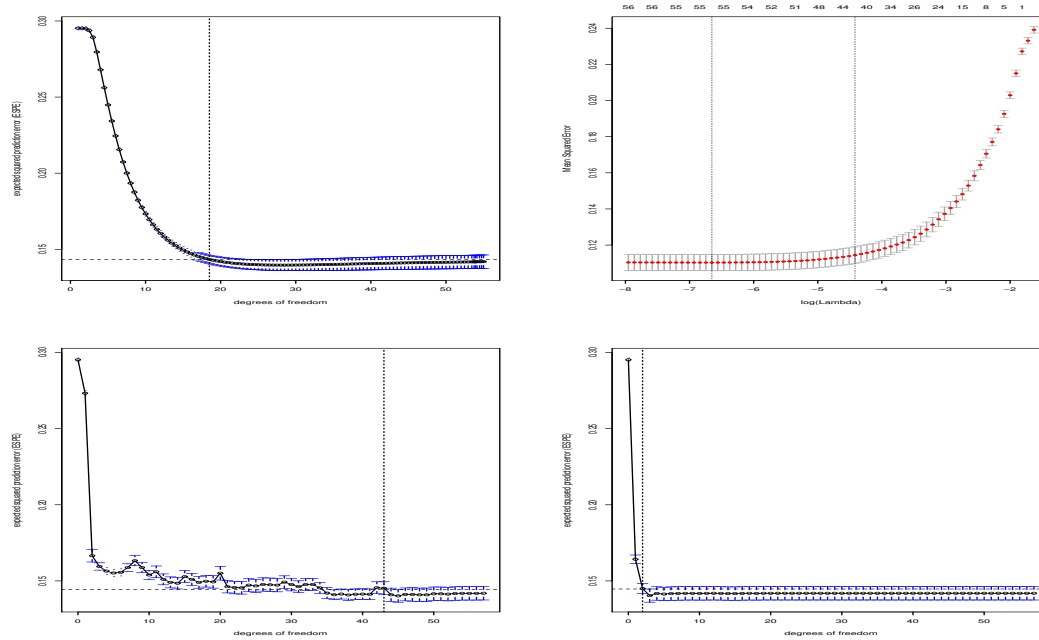 56 56 55 55 55 54 52 51 48 44 40 34 26 24 15 8 5 1
0.30
0.25
0.20
0.15
expected squared prediction error (ESPE)
0 10 20 30 40 50
degrees of freedom
0.24
0.22
0.20
0.18
0.16
0.14
0.12
Mean Squared Error
−8 −7 −6 −5 −4 −3 −2
log(Lambda)
0.30
0.25
0.20
0.15
expected squared prediction error (ESPE)
0 10 20 30 40 50
degrees of freedom
0.30
0.25
0.20
0.15
expected squared prediction error (ESPE)
0 10 20 30 40 50
degrees of freedom